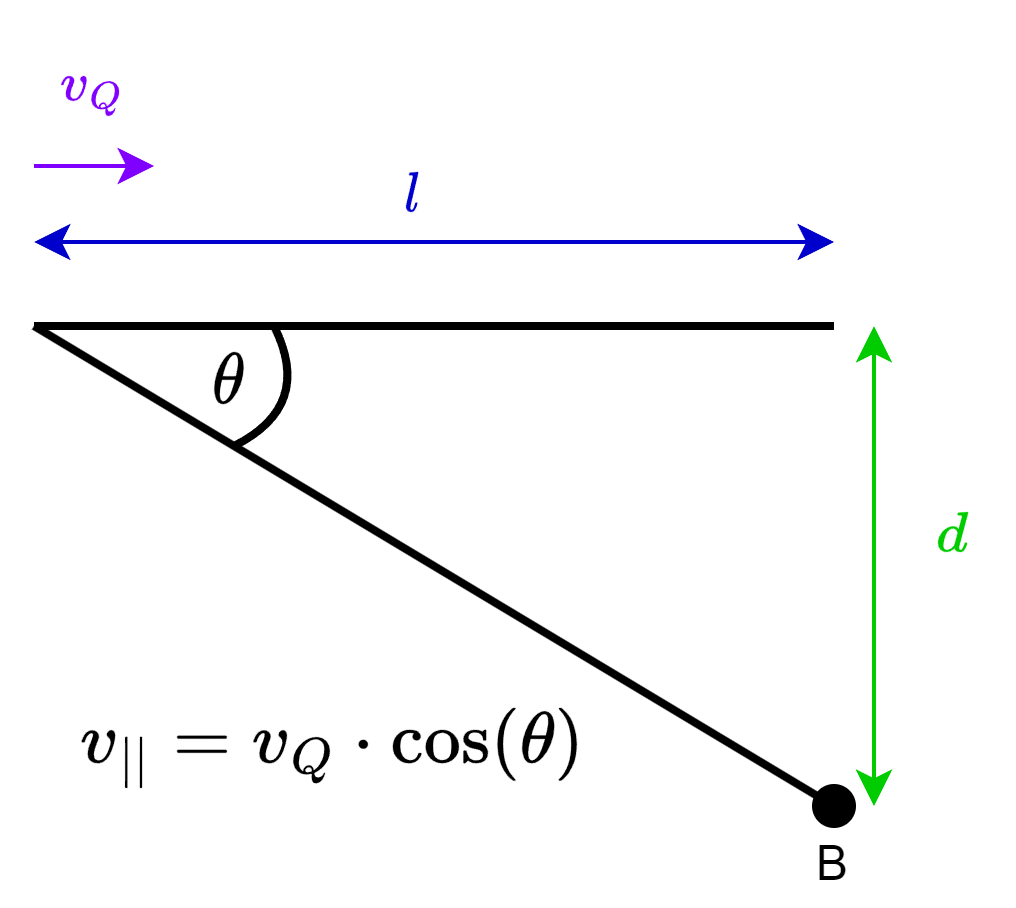 v_Q
l
θ
d
v_{||} = v_Q · cos(θ)
B